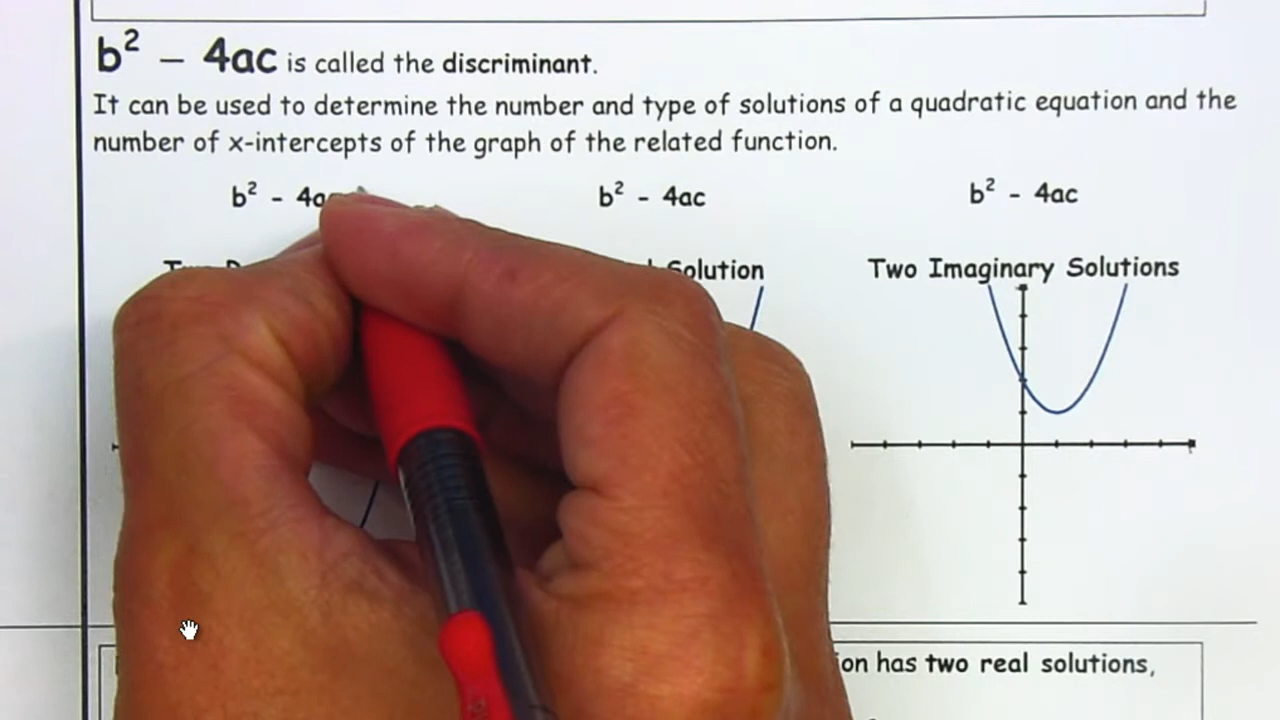 b² – 4ac is called the discriminant.
It can be used to determine the number and type of solutions of a quadratic equation and the
number of x-intercepts of the graph of the related function.
b² - 4a b² - 4ac b² - 4ac
Solution Two Imaginary Solutions
has two real solutions,